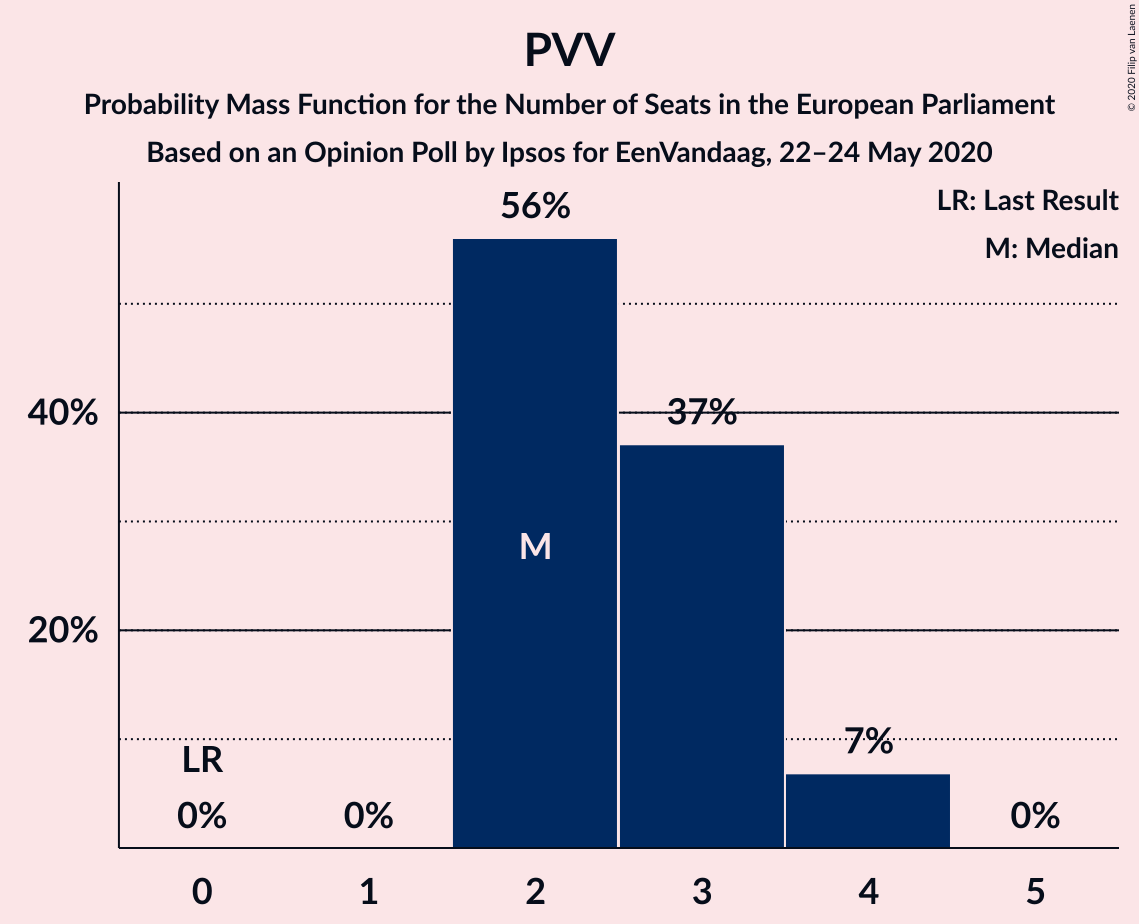 PVV
Probability Mass Function for the Number of Seats in the European Parliament
Based on an Opinion Poll by Ipsos for EenVandaag, 22–24 May 2020
© 2020 Filip van Laenen
LR: Last Result
M: Median
56%
40%
37%
M
20%
7%
LR
0%
0%
0%
0
1
2
3
4
5